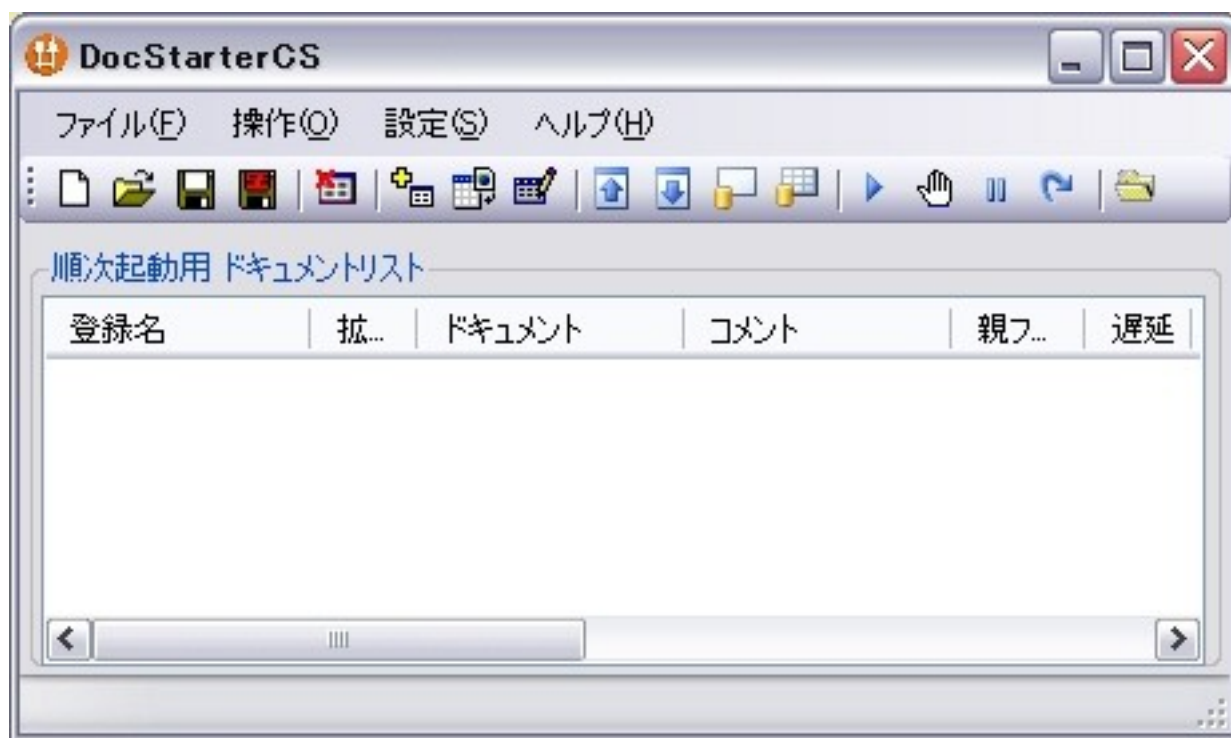 DocStarterCS
ファイル(F) 操作(O) 設定(S) ヘルプ(H)
順次起動用 ドキュメントリスト
登録名 拡... ドキュメント コメント 親フ... 遅延